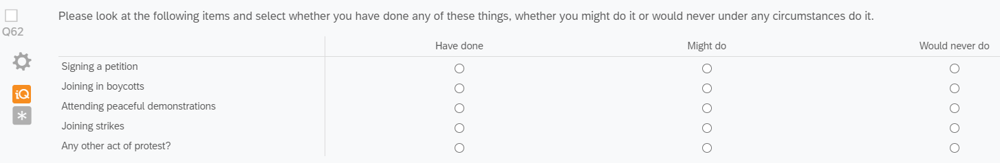 Please look at the following items and select whether you have done any of these things, whether you might do it or would never under any circumstances do it.
Q62
Have done Might do Would never do
Signing a petition
Joining in boycotts
iQ
Attending peaceful demonstrations
Joining strikes
Any other act of protest?